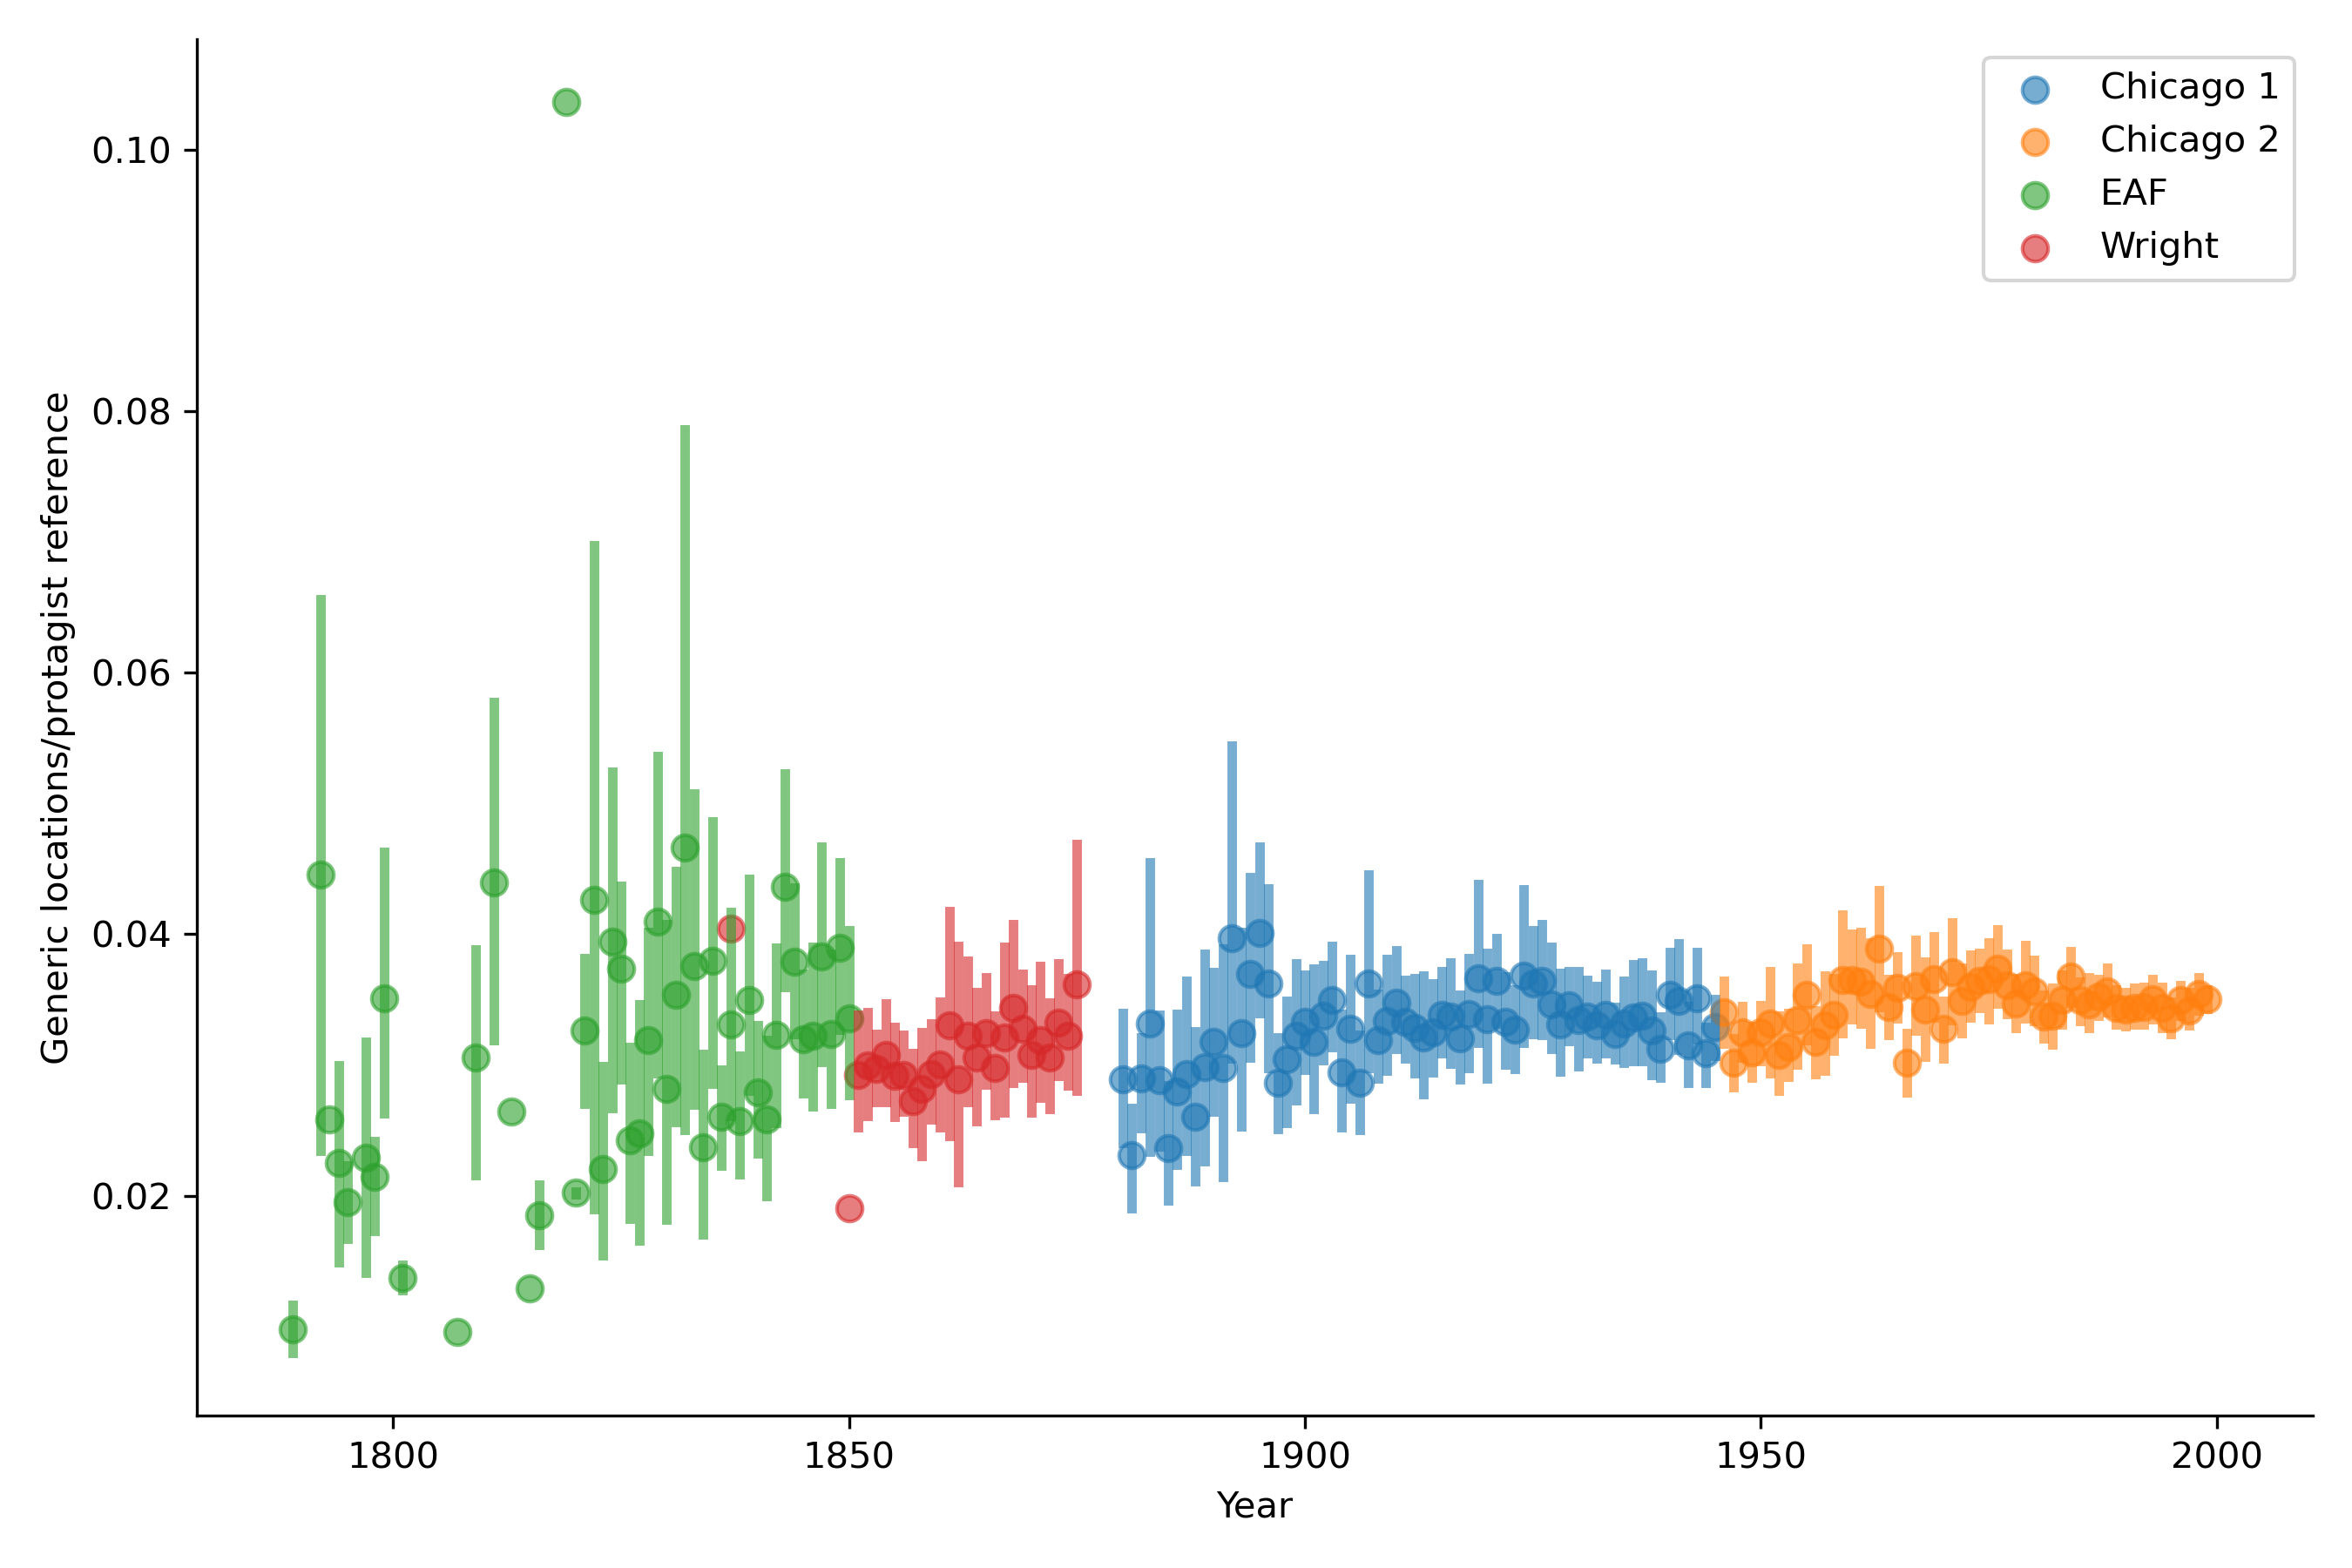 Generic locations/protagist reference
0.10
0.08
0.06
0.04
0.02
1800
1850
1900
1950
2000
Year
Chicago 1
Chicago 2
EAF
Wright